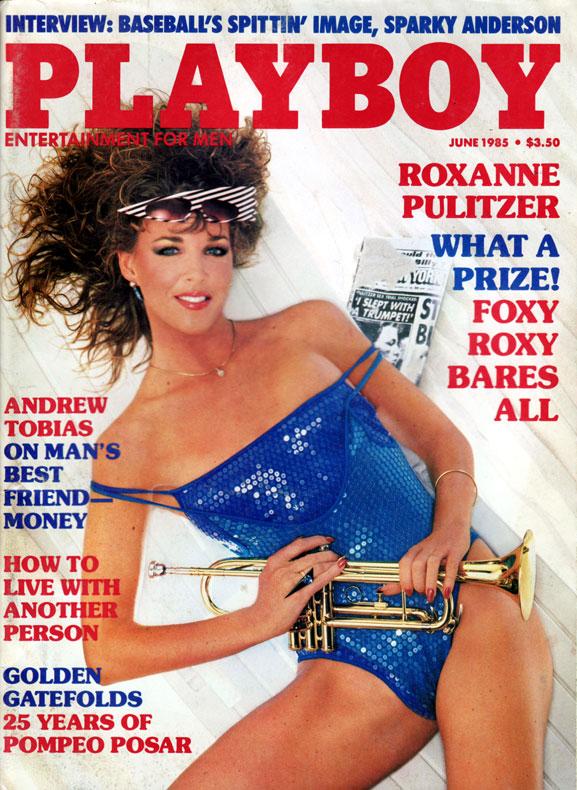 INTERVIEW: BASEBALL'S SPITTIN' IMAGE, SPARKY ANDERSON
PLAYBOY
ENTERTAINMENT FOR MEN
JUNE 1985 • $3.50
ROXANNE
PULITZER
WHAT A
PRIZE!
FOXY
ROXY
BARES
ALL
YORK
'I SLEPT WITH
A TRUMPET!'
ANDREW
TOBIAS
ON MAN'S
BEST
FRIEND—
MONEY
HOW TO
LIVE WITH
ANOTHER
PERSON
GOLDEN
GATEFOLDS
25 YEARS OF
POMPEO POSAR